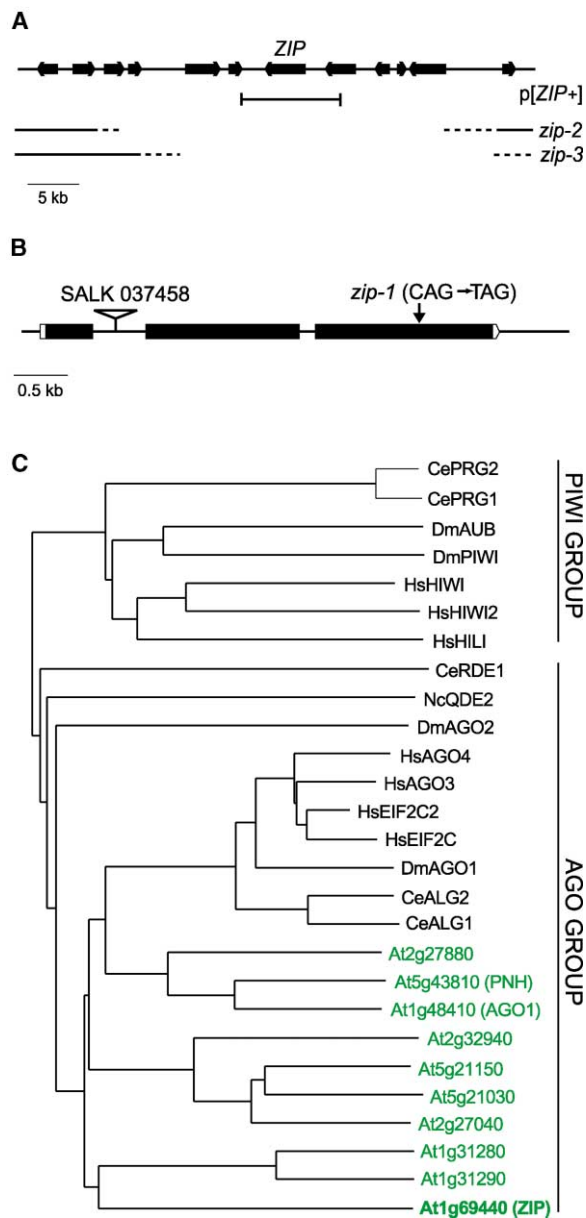 A
ZIP
p[ZIP+]
zip-2
zip-3
5 kb
B
SALK 037458
zip-1 (CAG → TAG)
0.5 kb
C
CePRG2
CePRG1
DmAUB
DmPIWI
HsHIWI
HsHIWI2
HsHILI
PIWI GROUP
CeRDE1
NcQDE2
DmAGO2
HsAGO4
HsAGO3
HsEIF2C2
HsEIF2C
DmAGO1
CeALG2
CeALG1
At2g27880
At5g43810 (PNH)
At1g48410 (AGO1)
At2g32940
At5g21150
At5g21030
At2g27040
At1g31280
At1g31290
At1g69440 (ZIP)
AGO GROUP